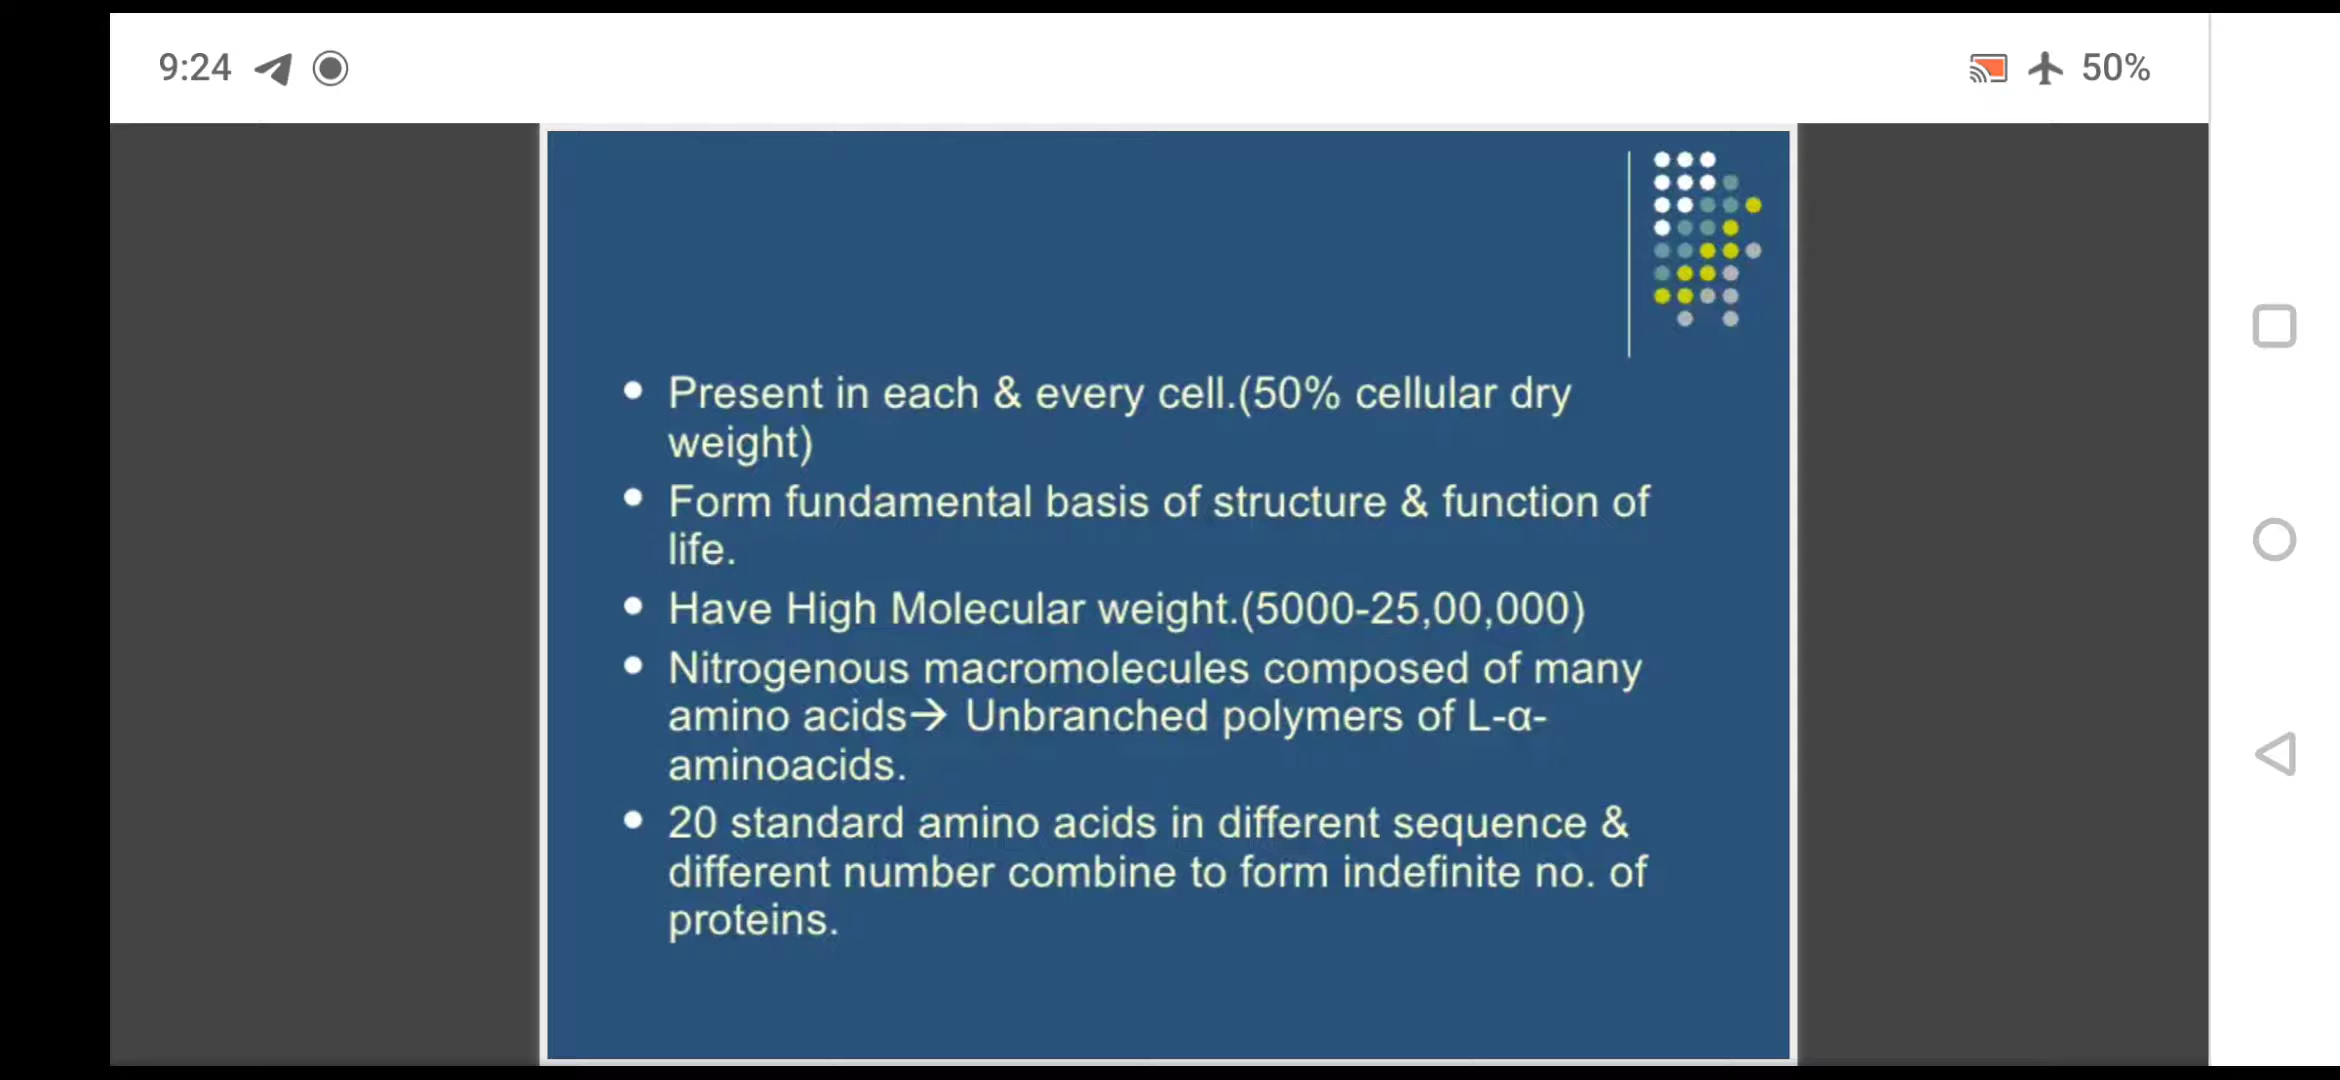 9:24
50%
Present in each & every cell.(50% cellular dry
weight)
Form fundamental basis of structure & function of
life.
Have High Molecular weight.(5000-25,00,000)
Nitrogenous macromolecules composed of many
amino acids→ Unbranched polymers of L-α-
aminoacids.
20 standard amino acids in different sequence &
different number combine to form indefinite no. of
proteins.